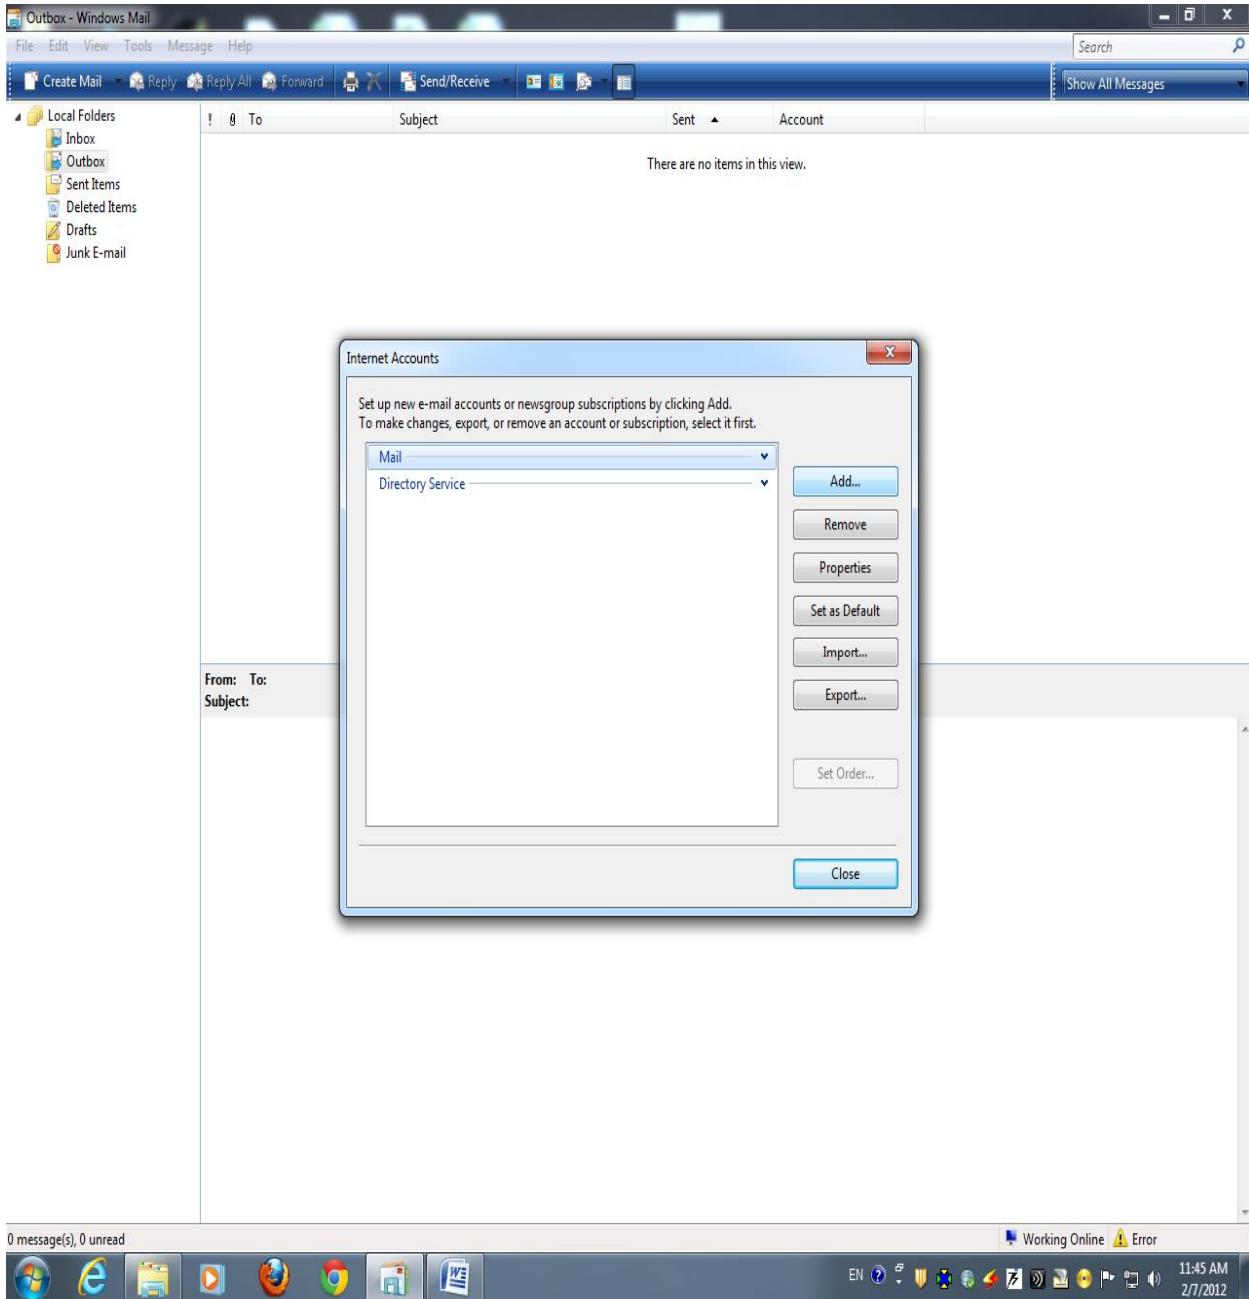 Outbox - Windows Mail
File Edit View Tools Message Help
Search
Create Mail Reply Reply All Forward Send/Receive
Show All Messages
Local Folders
Inbox
Outbox
Sent Items
Deleted Items
Drafts
Junk E-mail
! To Subject Sent Account
There are no items in this view.
Internet Accounts
X
Set up new e-mail accounts or newsgroup subscriptions by clicking Add.
To make changes, export, or remove an account or subscription, select it first.
Mail
Directory Service
Add...
Remove
Properties
Set as Default
Import...
Export...
Set Order...
Close
From: To:
Subject:
0 message(s), 0 unread
Working Online Error
EN
11:45 AM
2/7/2012